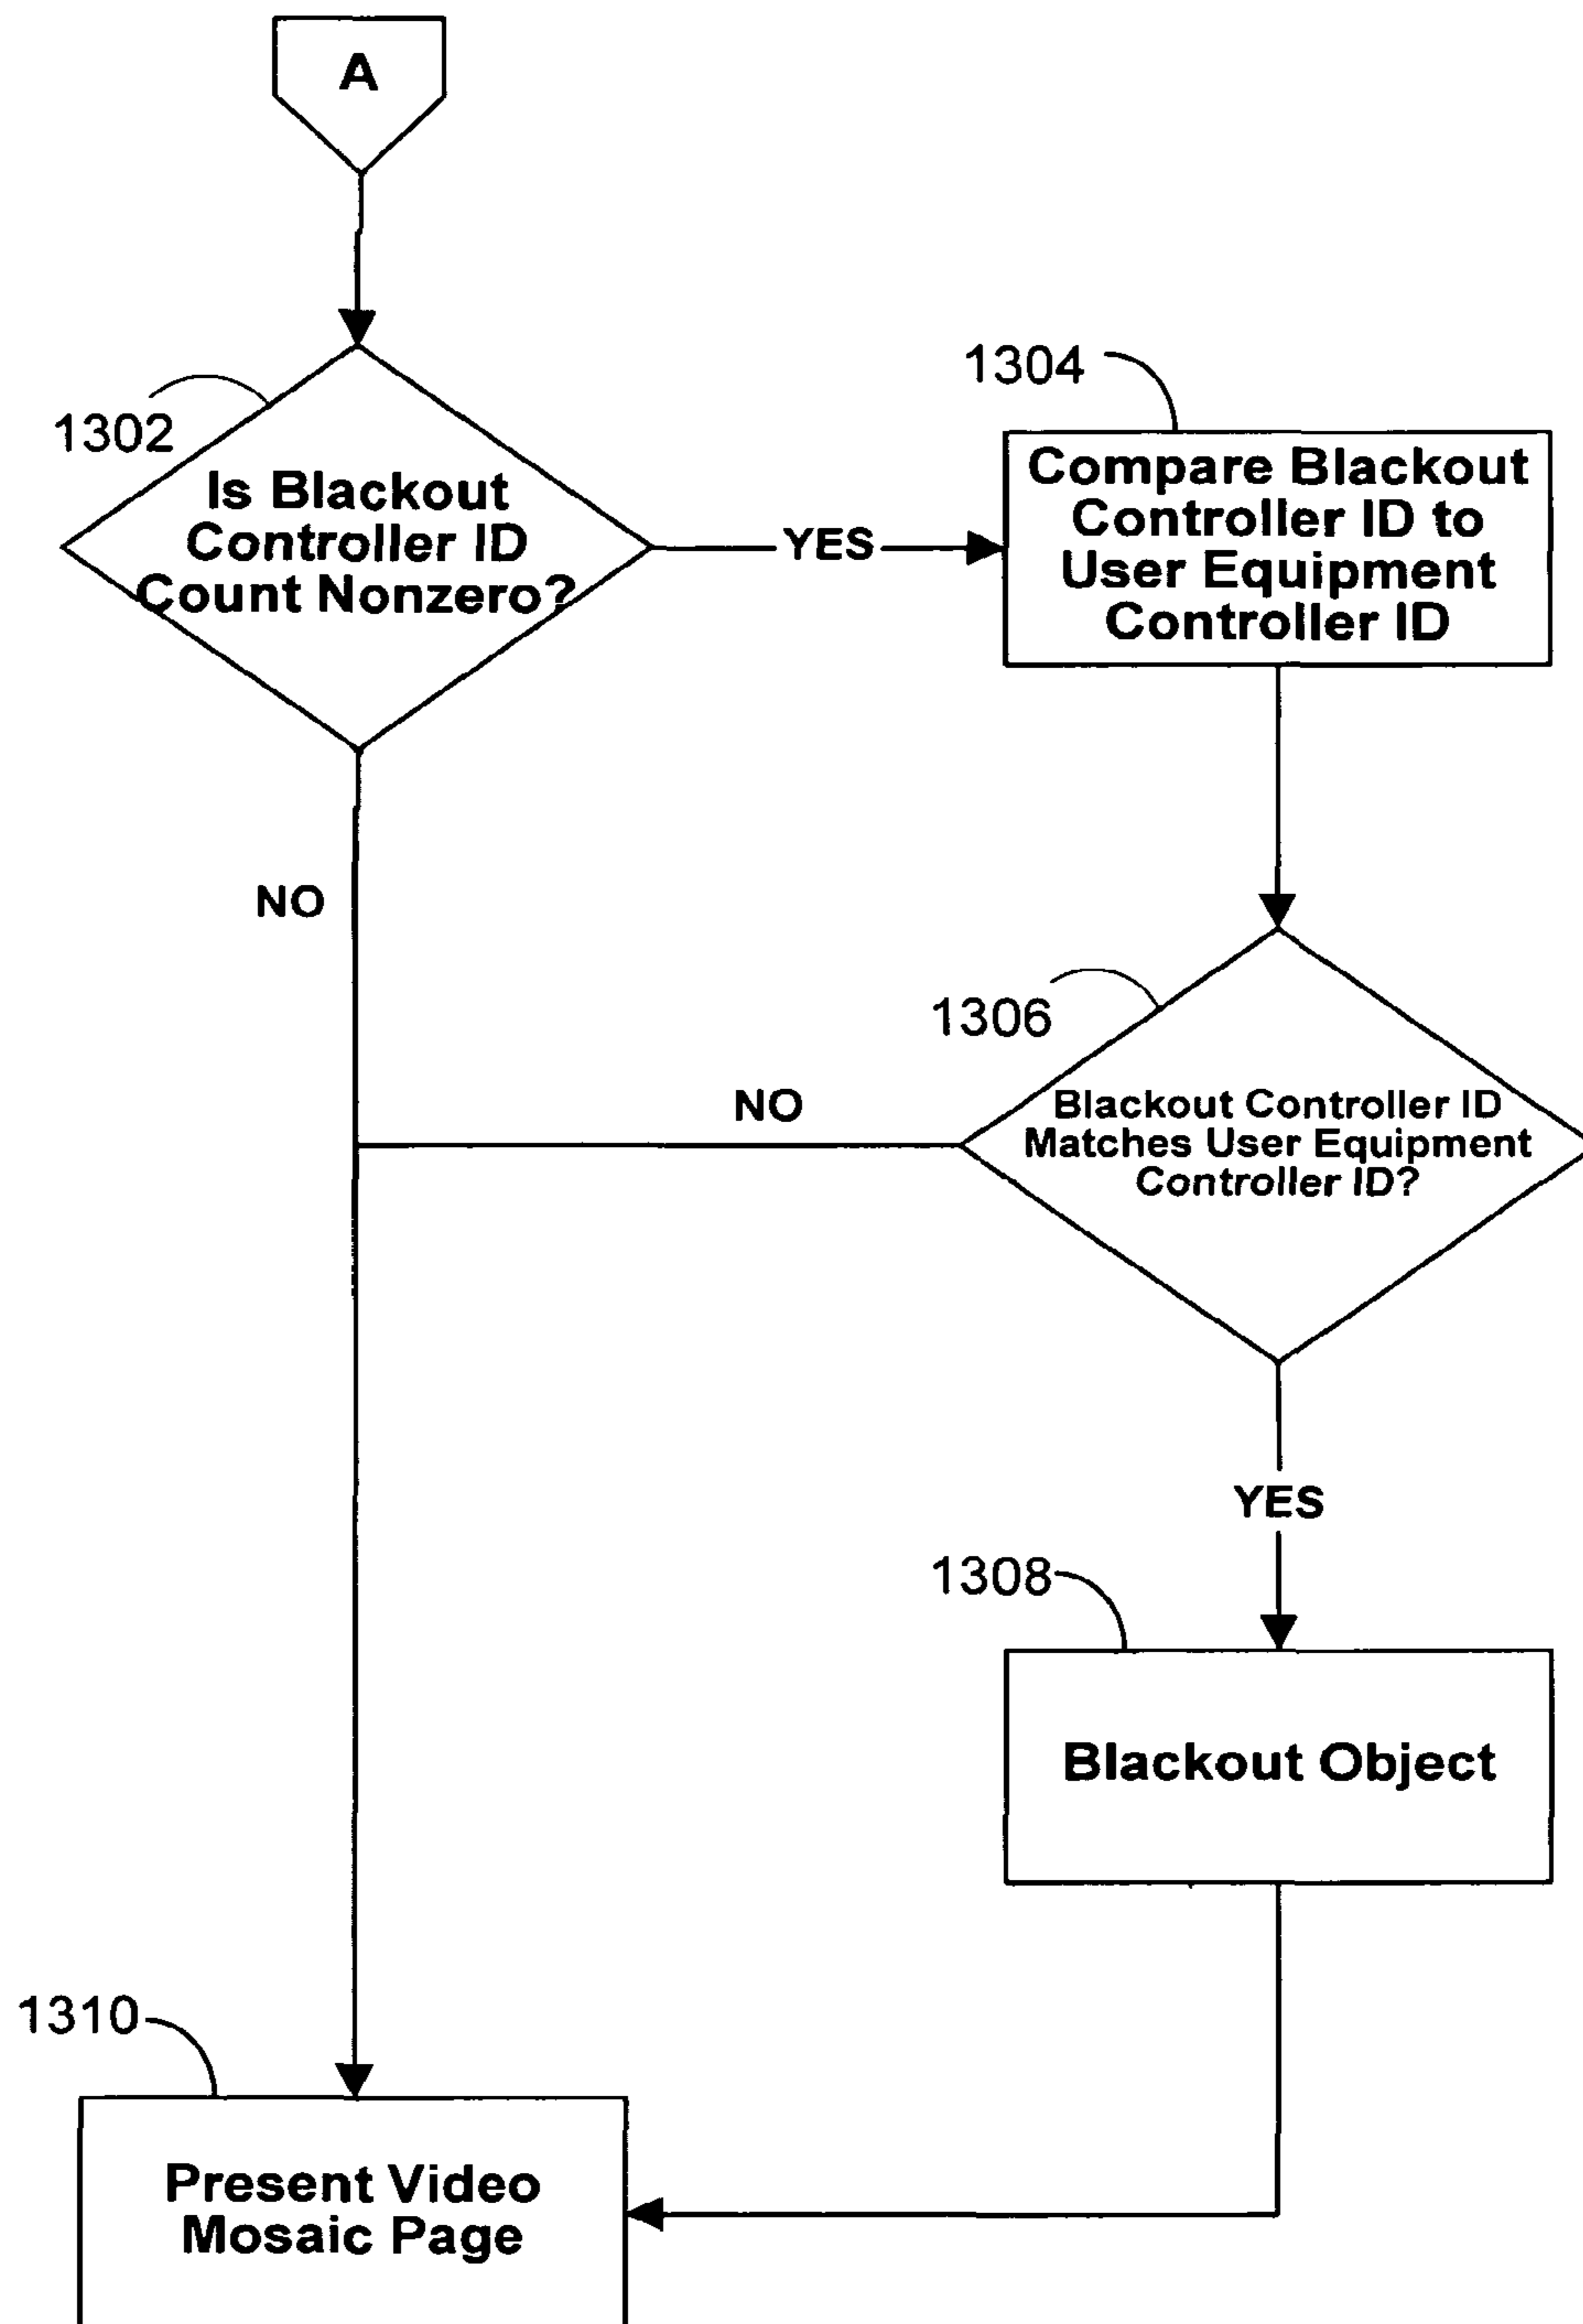 A
1302
Is Blackout
Controller ID
Count Nonzero?
YES
1304
Compare Blackout
Controller ID to
User Equipment
Controller ID
NO
1306
Blackout Controller ID
Matches User Equipment
Controller ID?
NO
YES
1308
Blackout Object
1310
Present Video
Mosaic Page